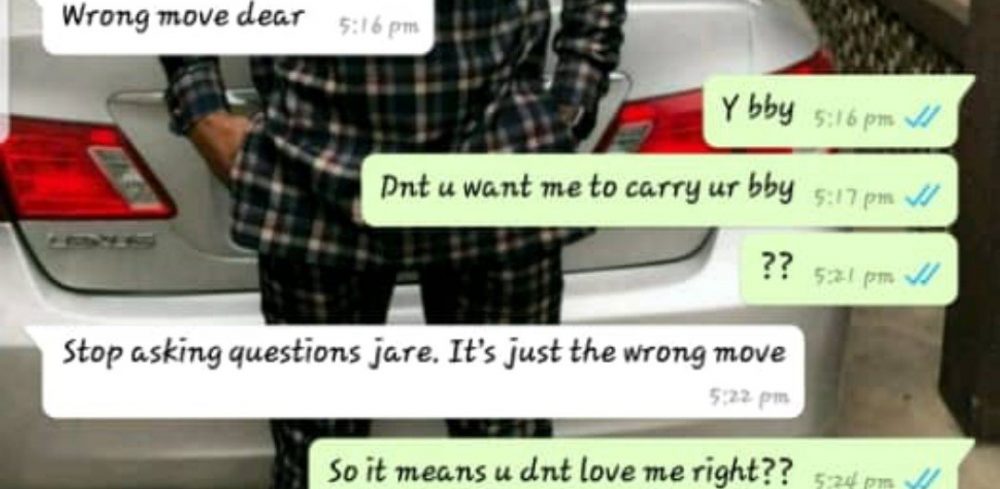 Wrong move dear 5:16 pm
Y bby 5:16 pm
Dnt u want me to carry ur bby 5:17 pm
?? 5:21 pm
Stop asking questions jare. It's just the wrong move
5:22 pm
So it means u dnt love me right?? 5:24 pm
LEXUS